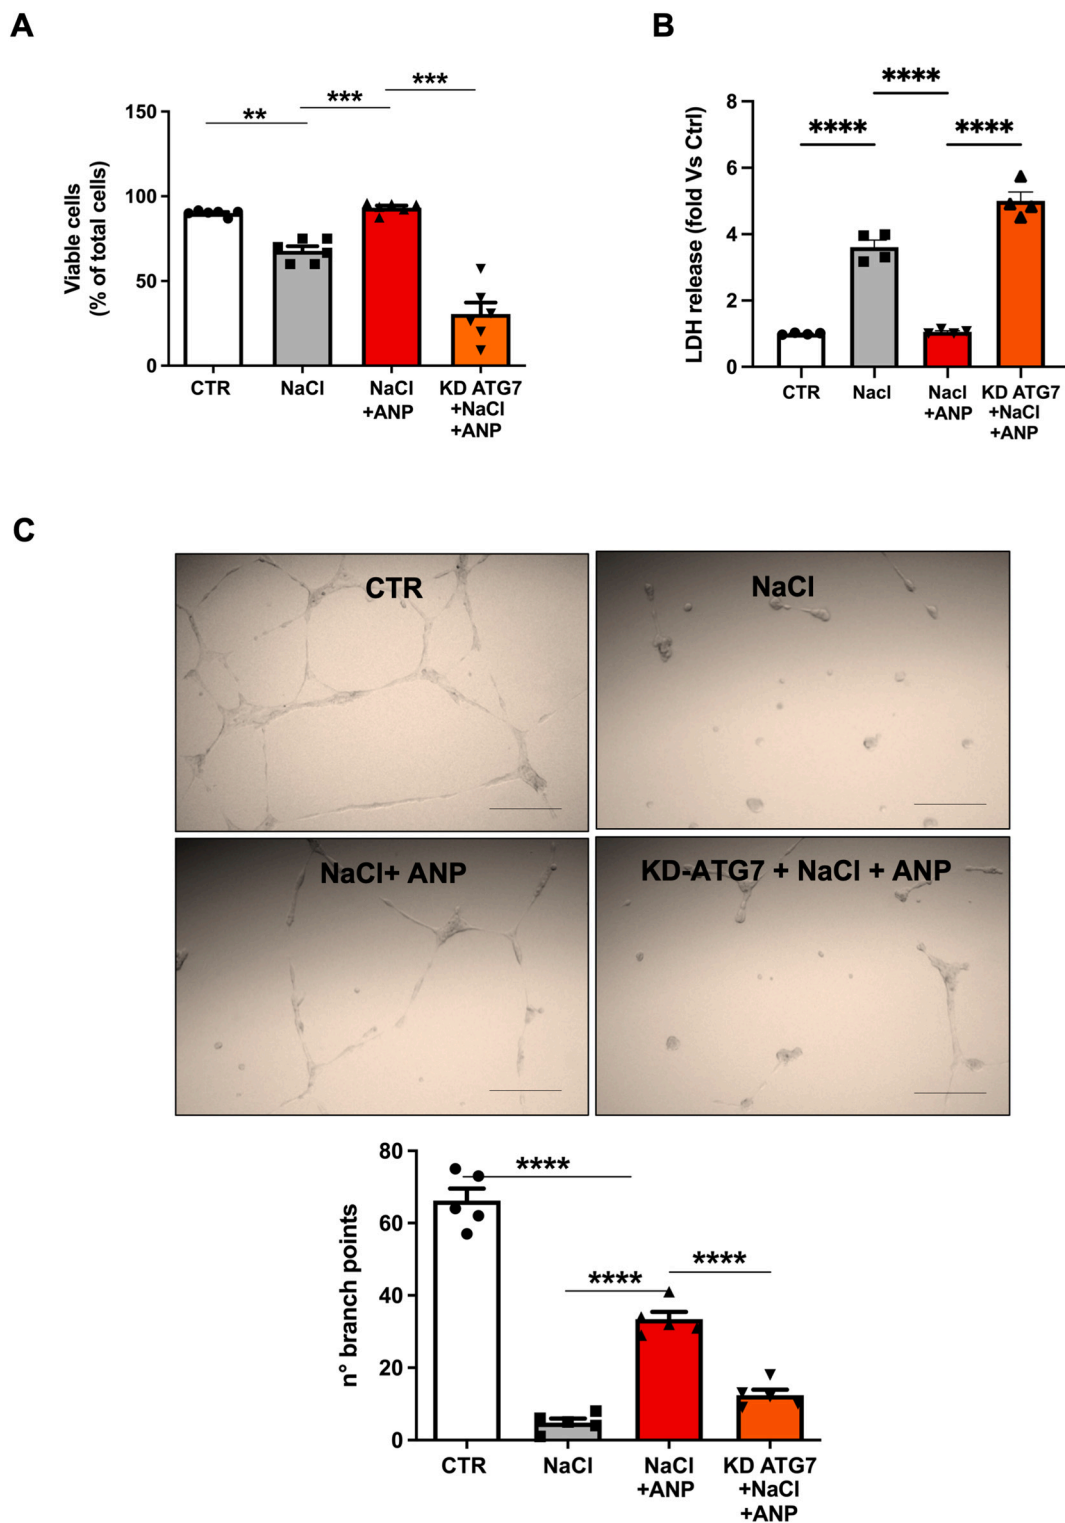 A
Viable cells
(% of total cells)
150
100
50
0
**
***
***
CTR
NaCl
NaCl
+ANP
KD ATG7
+NaCl
+ANP
B
LDH release (fold Vs Ctrl)
8
6
4
2
0
****
****
****
CTR
Nacl
Nacl
+ANP
KD ATG7
+NaCl
+ANP
C
CTR
NaCl
NaCl+ ANP
KD-ATG7 + NaCl + ANP
n° branch points
80
60
40
20
0
****
****
****
CTR
NaCl
NaCl
+ANP
KD ATG7
+NaCl
+ANP